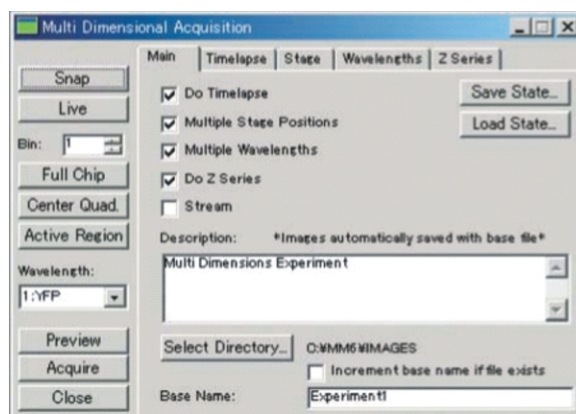 Multi Dimensional Acquisition
Main Timelapse Stage Wavelengths Z Series
Snap
Live
Bin: 1
Full Chip
Center Quad.
Active Region
Wavelength:
1:YFP
Preview
Acquire
Close
Do Timelapse
Multiple Stage Positions
Multiple Wavelengths
Do Z Series
Stream
Save State...
Load State...
Description: *Images automatically saved with base file*
Multi Dimensions Experiment
Select Directory... C:¥MM6¥IMAGES
Increment base name if file exists
Base Name: Experiment1